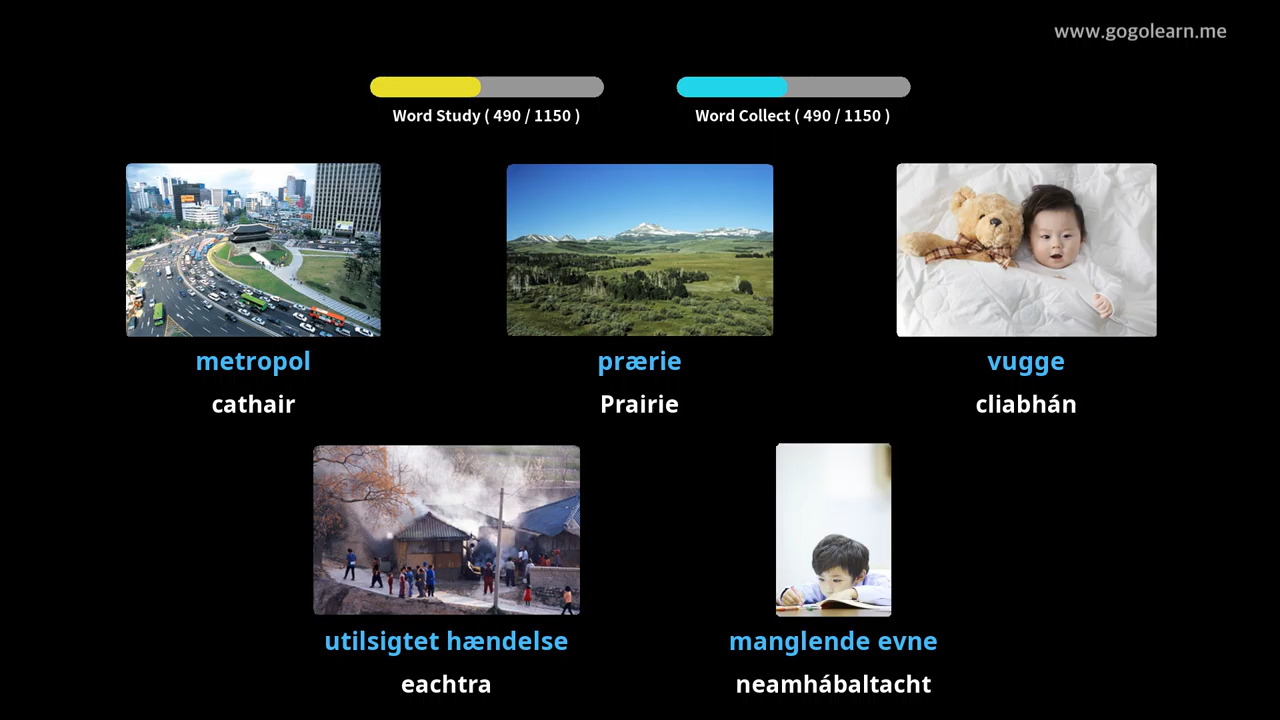 www.gogolearn.me
Word Study ( 490 / 1150 )
Word Collect ( 490 / 1150 )
metropol
cathair
prærie
Prairie
vugge
cliabhán
utilsigtet hændelse
eachtra
manglende evne
neamhábaltacht